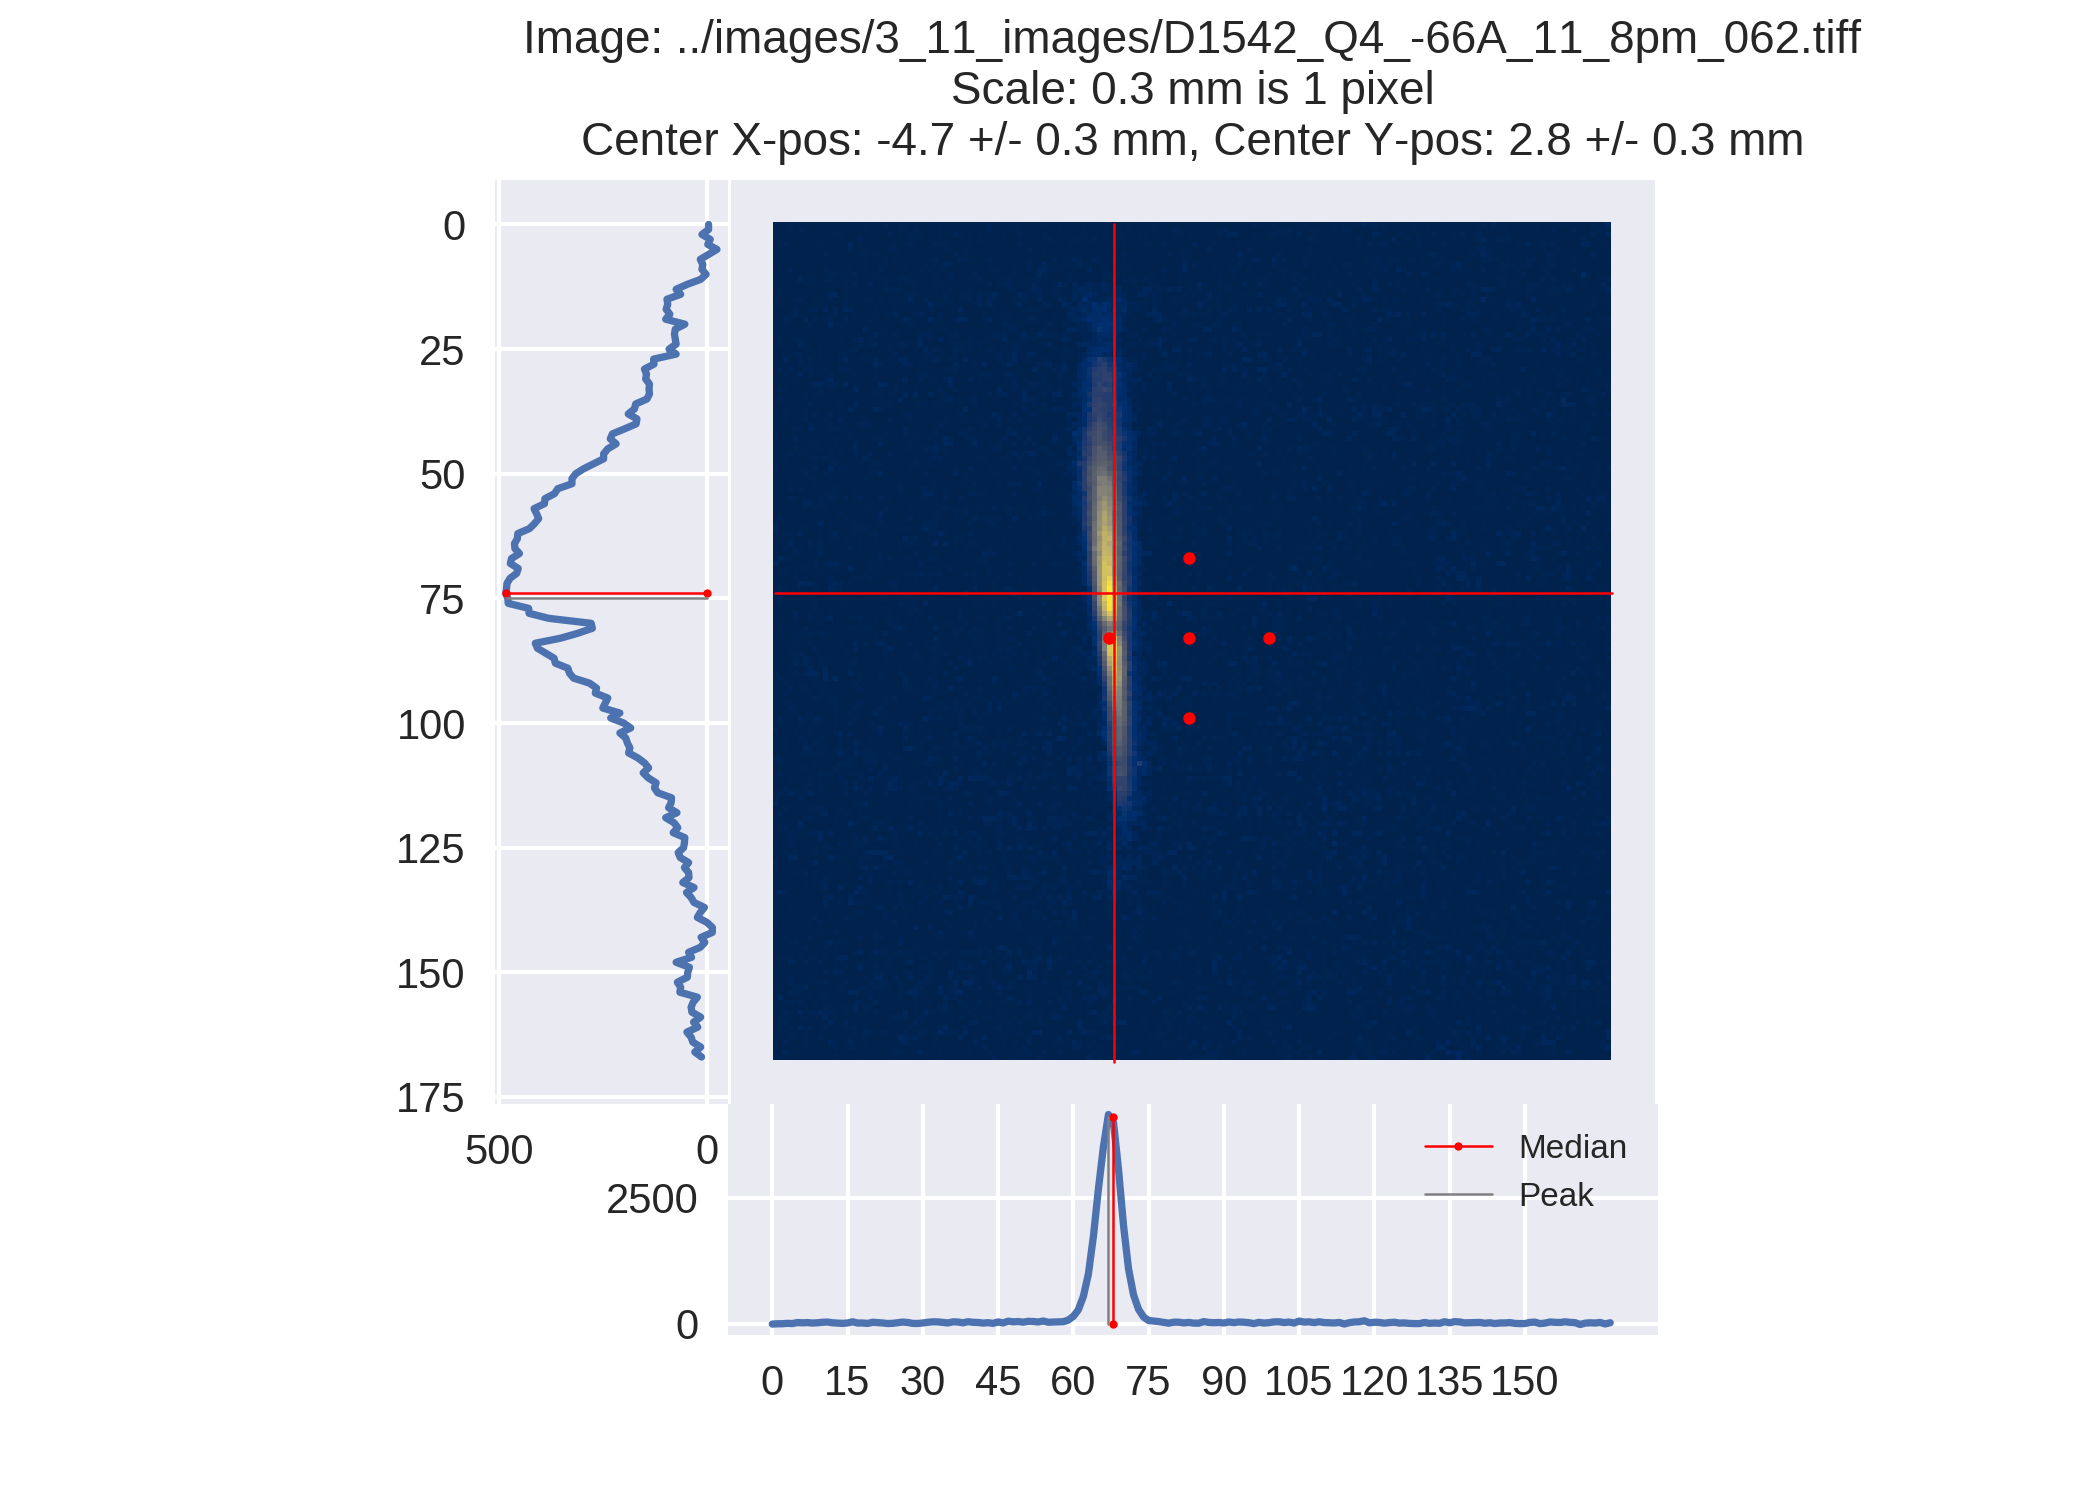 Image: ../images/3_11_images/D1542_Q4_-66A_11_8pm_062.tiff
Scale: 0.3 mm is 1 pixel
Center X-pos: -4.7 +/- 0.3 mm, Center Y-pos: 2.8 +/- 0.3 mm
0
25
50
75
100
125
150
175
500 0
Median
Peak
2500
0
0 15 30 45 60 75 90 105 120 135 150